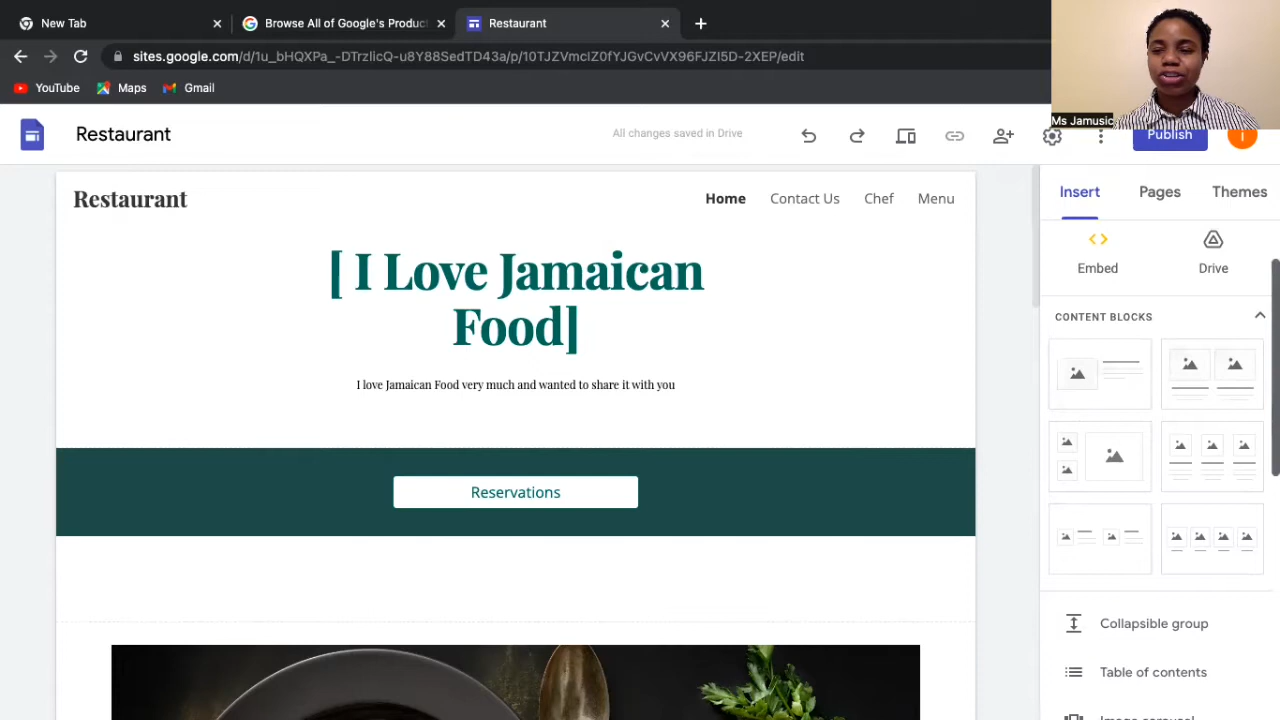 New Tab
Browse All of Google's Product
Restaurant
sites.google.com/d/1u_bHQXPa_-DTrzlicQ-u8Y88SedTD43a/p/10TJZVmcIZ0fYJGvCvVX96FJZI5D-2XEP/edit
YouTube
Maps
Gmail
Ms Jamusic
Restaurant
All changes saved in Drive
Publish
Restaurant
Home
Contact Us
Chef
Menu
[ I Love Jamaican
Food]
I love Jamaican Food very much and wanted to share it with you
Reservations
Insert
Pages
Themes
Embed
Drive
CONTENT BLOCKS
Collapsible group
Table of contents
Image carousel